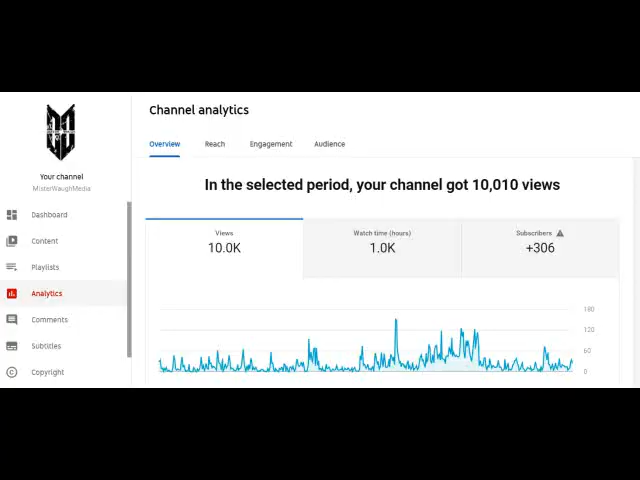 Channel analytics
Overview Reach Engagement Audience
In the selected period, your channel got 10,010 views
Your channel
MisterWaughMedia
Dashboard
Content
Playlists
Analytics
Comments
Subtitles
Copyright
Views
10.0K
Watch time (hours)
1.0K
Subscribers
+306
180
120
60
0